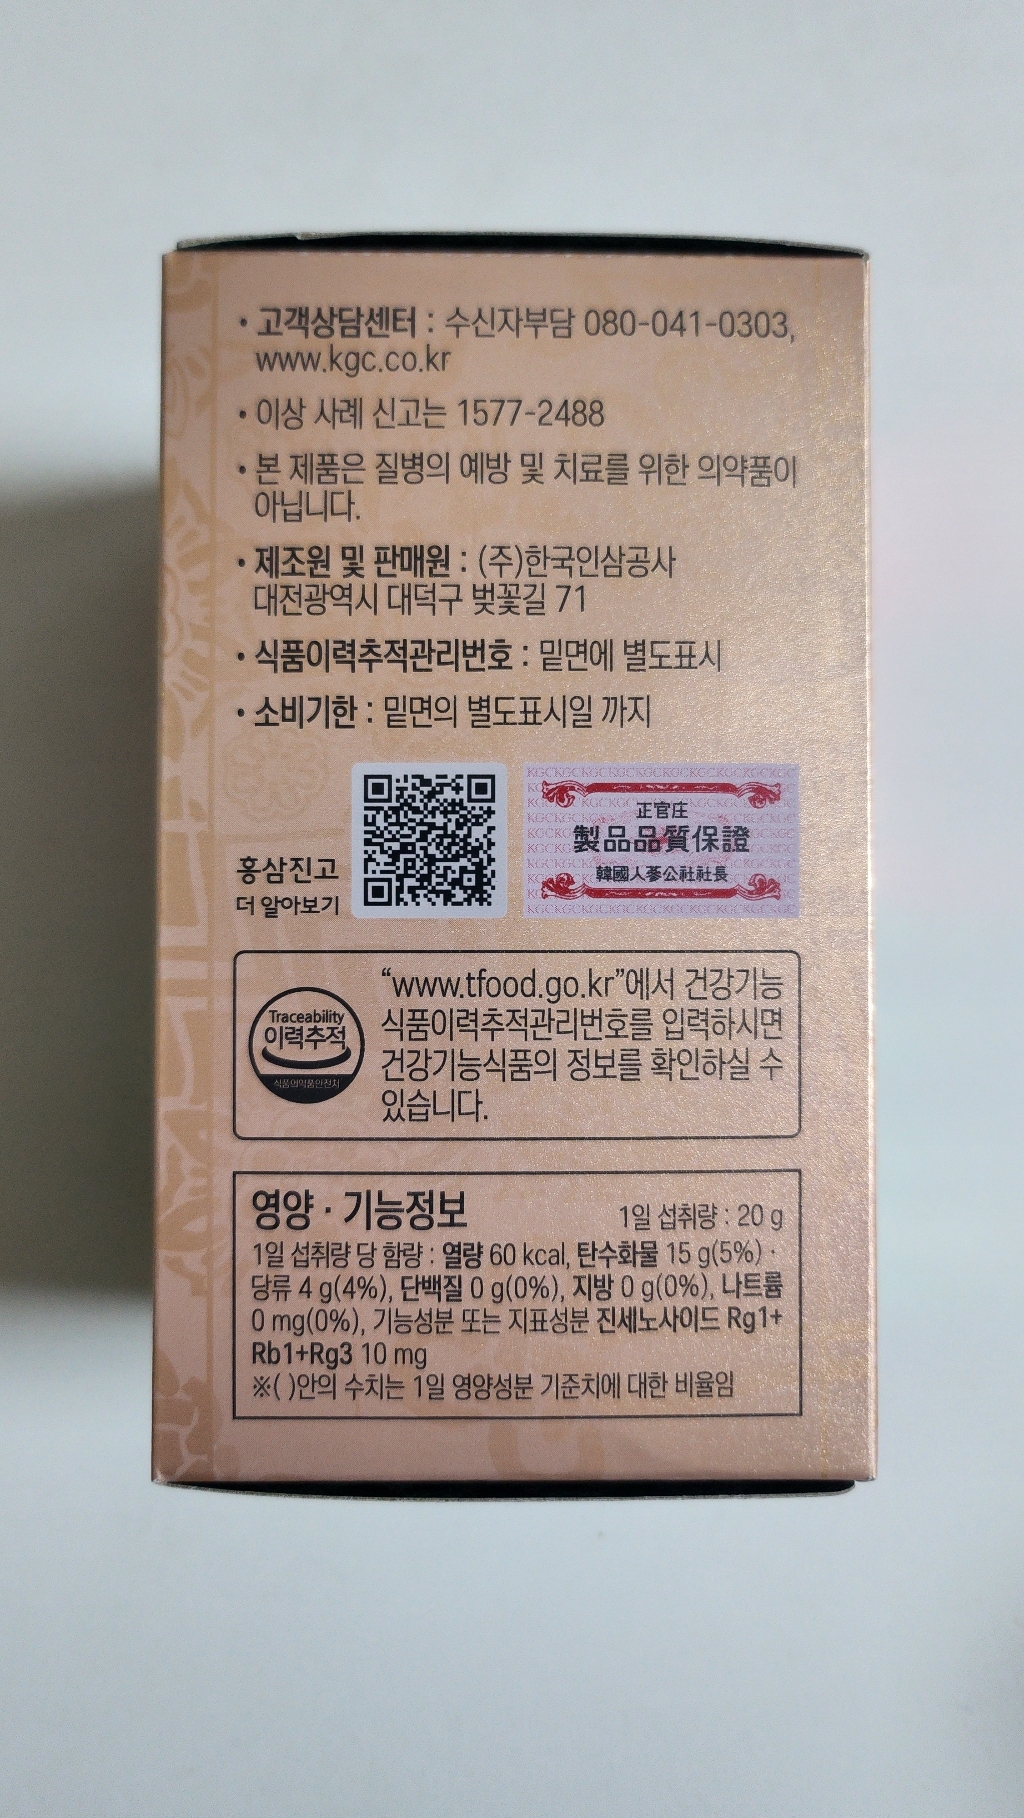 • 고객상담센터 : 수신자부담 080-041-0303,
www.kgc.co.kr
• 이상 사례 신고는 1577-2488
• 본 제품은 질병의 예방 및 치료를 위한 의약품이
아닙니다.
• 제조원 및 판매원 : (주)한국인삼공사
대전광역시 대덕구 벚꽃길 71
• 식품이력추적관리번호 : 밑면에 별도표시
• 소비기한 : 밑면의 별도표시일 까지
홍삼진고
더 알아보기
正官庄
製品品質保證
韓國人蔘公社社長
Traceability
이력추적
식품의약품안전처
“www.tfood.go.kr”에서 건강기능
식품이력추적관리번호를 입력하시면
건강기능식품의 정보를 확인하실 수
있습니다.
영양 · 기능정보 1일 섭취량 : 20 g
1일 섭취량 당 함량 : 열량 60 kcal, 탄수화물 15 g(5%) ·
당류 4 g(4%), 단백질 0 g(0%), 지방 0 g(0%), 나트륨
0 mg(0%), 기능성분 또는 지표성분 진세노사이드 Rg1+
Rb1+Rg3 10 mg
※( )안의 수치는 1일 영양성분 기준치에 대한 비율임